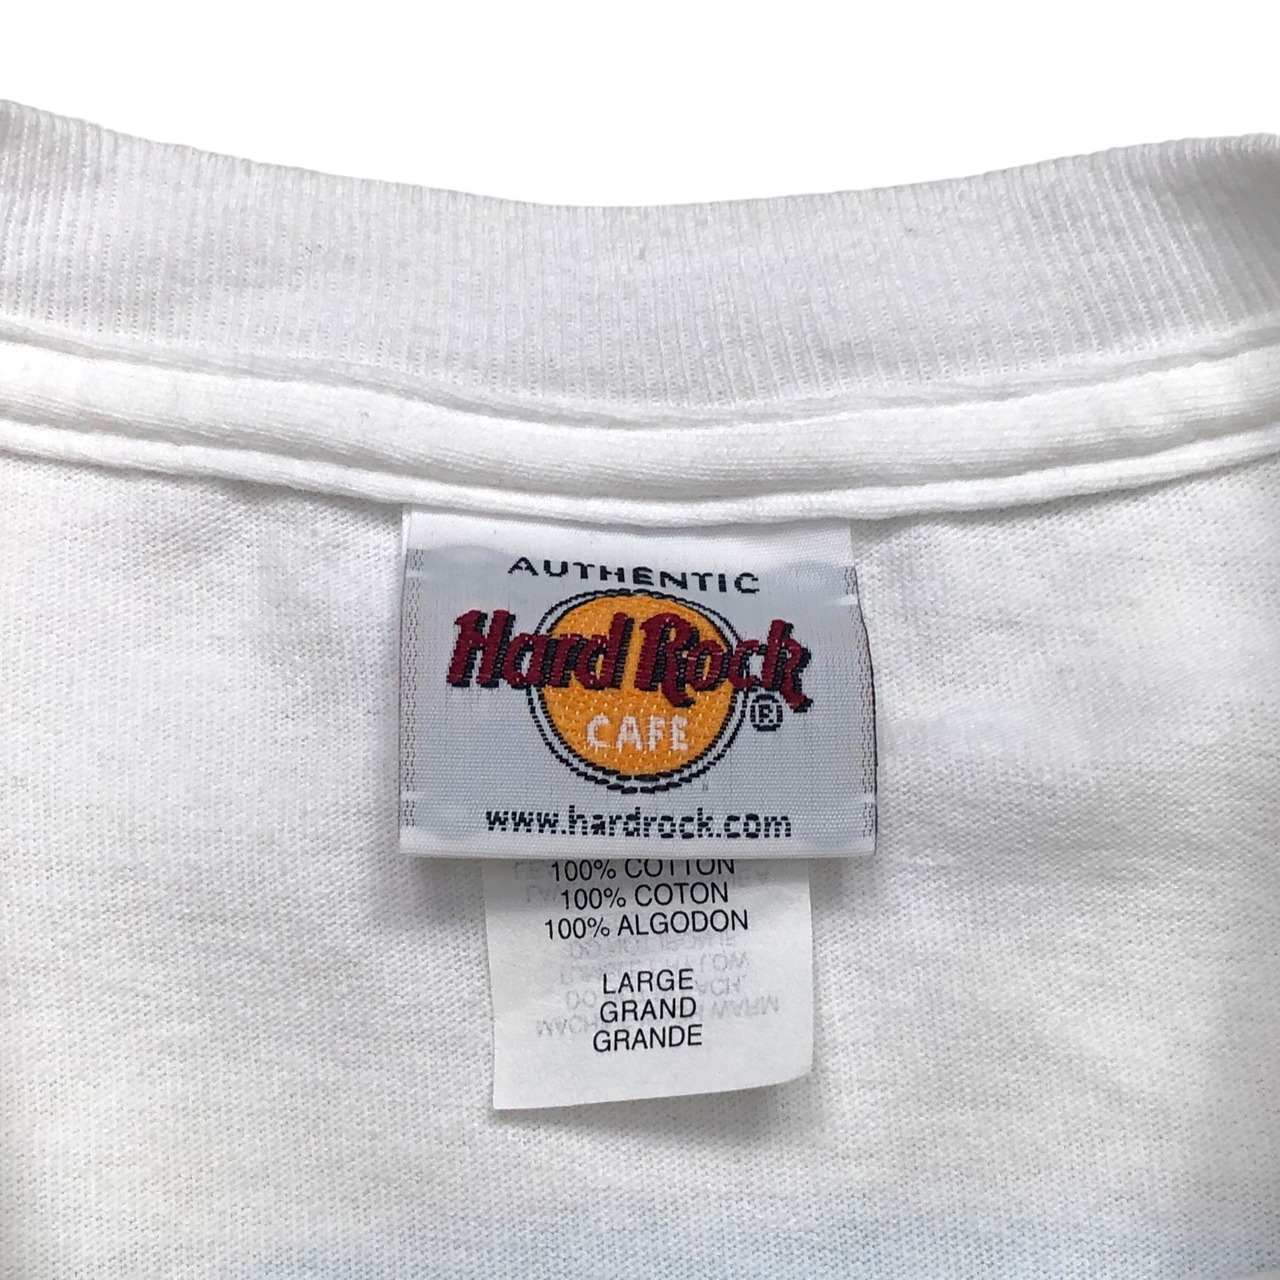 AUTHENTIC
Hard Rock
CAFE
®
www.hardrock.com
100% COTTON
100% COTON
100% ALGODON
LARGE
GRAND
GRANDE